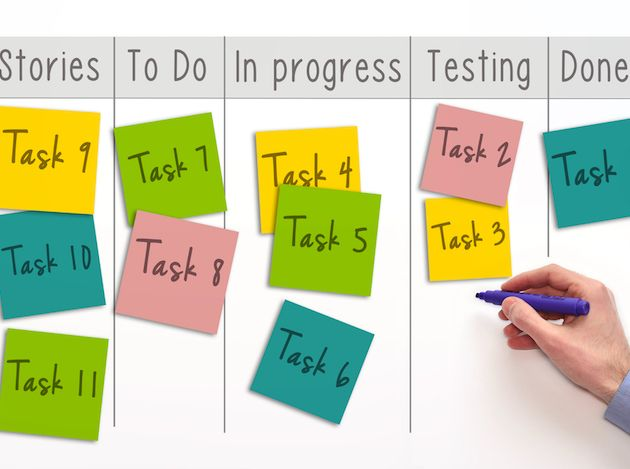 Stories
To Do
In progress
Testing
Done
Task 9
Task 10
Task 11
Task 7
Task 8
Task 4
Task 5
Task 6
Task 2
Task 3
Task